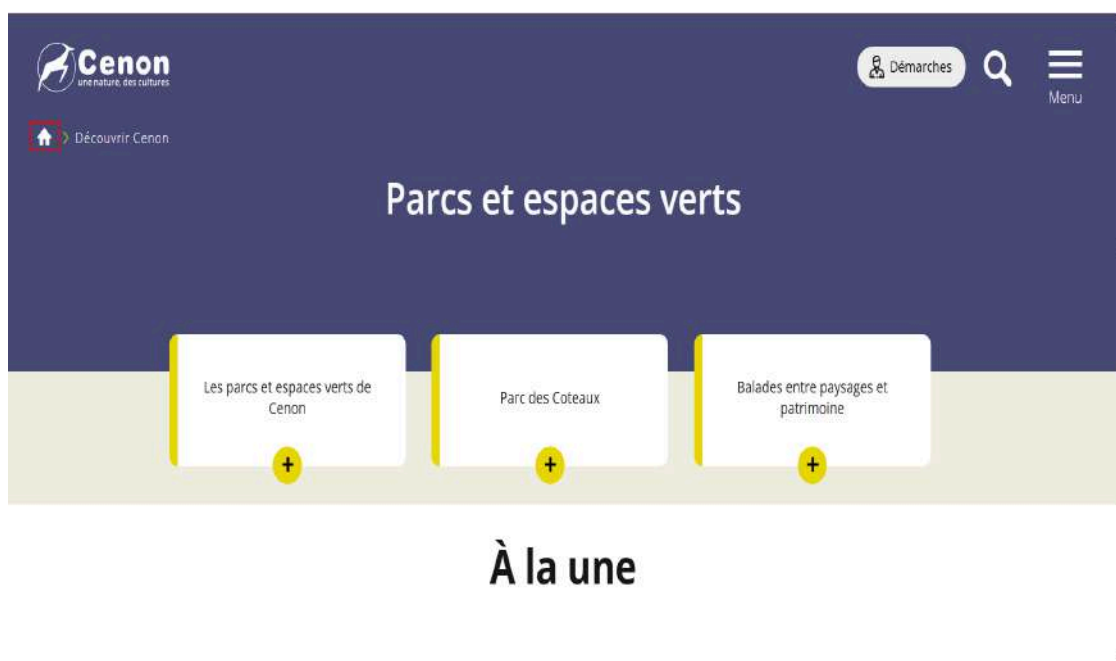 Cenon
une nature, des cultures
Démarches
Menu
Découvrir Cenon
Parcs et espaces verts
Les parcs et espaces verts de
Cenon
+
Parc des Coteaux
+
Balades entre paysages et
patrimoine
+
À la une